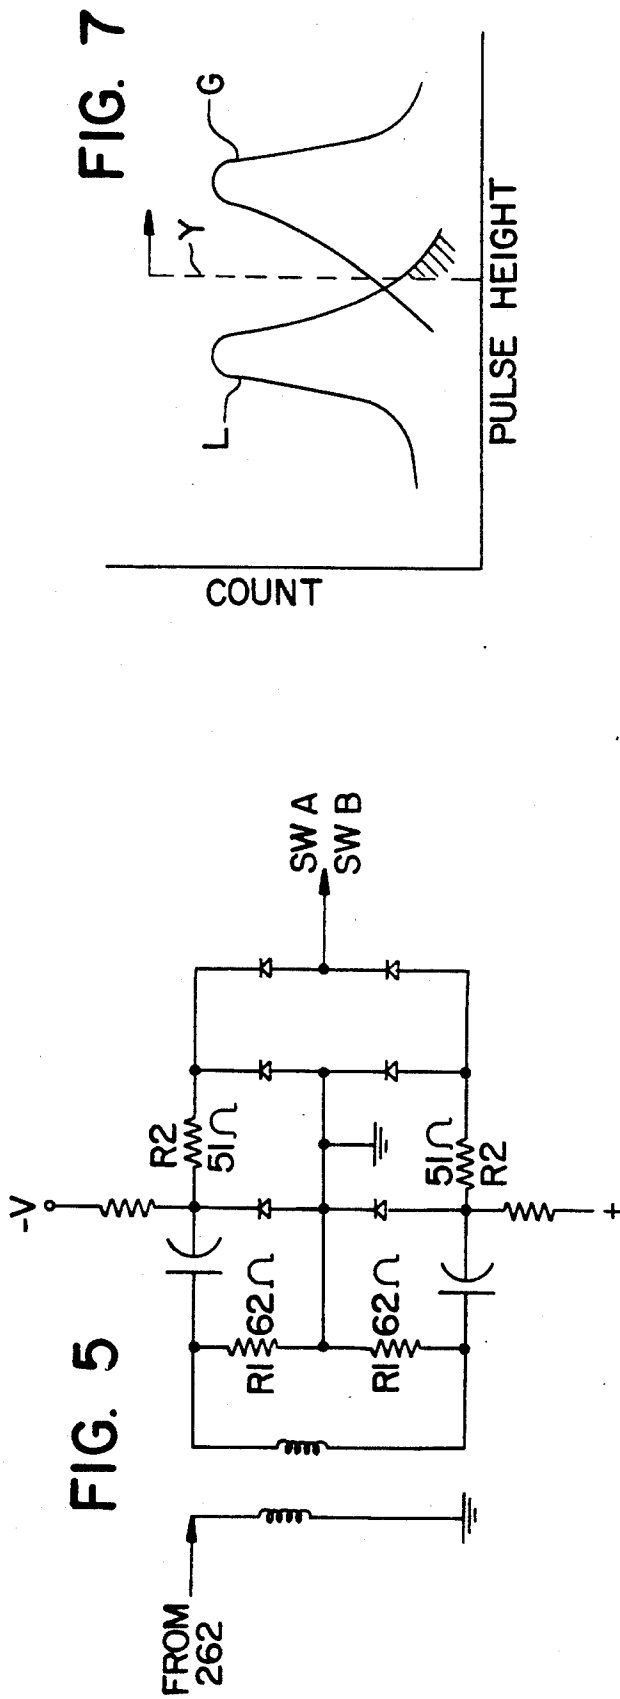 FIG. 5
FROM
262
-V
R1
62Ω
R1
62Ω
R2
51Ω
51Ω
R2
+
SW A
SW B
FIG. 7
COUNT
L
Y
G
PULSE HEIGHT